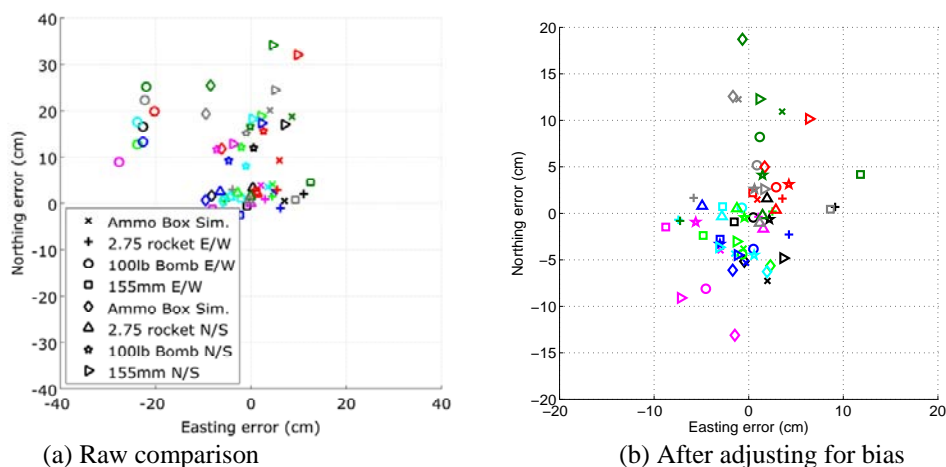 40
30
20
10
0
-10
-20
-30
-40
Northing error (cm)
Ammo Box Sim.
2.75 rocket E/W
100lb Bomb E/W
155mm E/W
Ammo Box Sim.
2.75 rocket N/S
100lb Bomb N/S
155mm N/S
-40 -20 0 20 40
Easting error (cm)
(a) Raw comparison
20
15
10
5
0
−5
−10
−15
−20
Northing error (cm)
−20 −10 0 10 20
Easting error (cm)
(b) After adjusting for bias